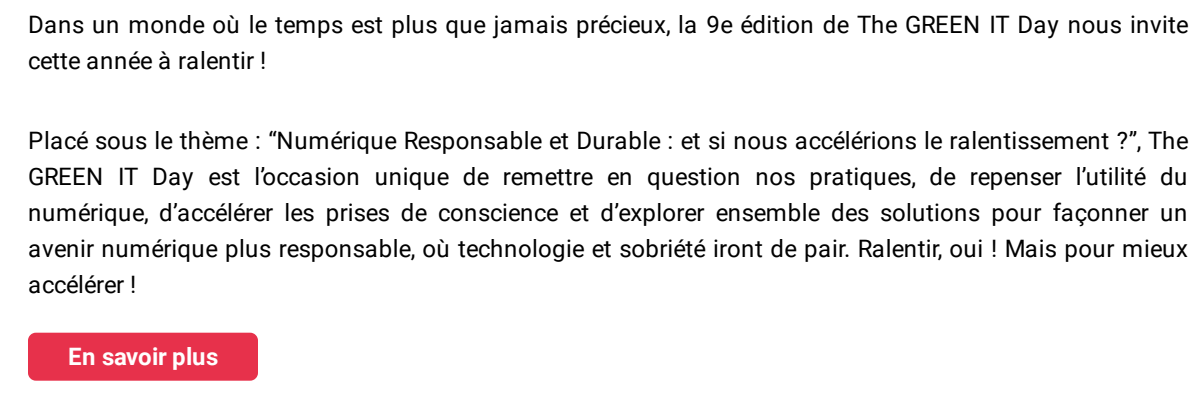 Dans un monde où le temps est plus que jamais précieux, la 9e édition de The GREEN IT Day nous invite
cette année à ralentir !
Placé sous le thème : “Numérique Responsable et Durable : et si nous accélérions le ralentissement ?”, The
GREEN IT Day est l’occasion unique de remettre en question nos pratiques, de repenser l’utilité du
numérique, d’accélérer les prises de conscience et d’explorer ensemble des solutions pour façonner un
avenir numérique plus responsable, où technologie et sobriété iront de pair. Ralentir, oui ! Mais pour mieux
accélérer !
En savoir plus